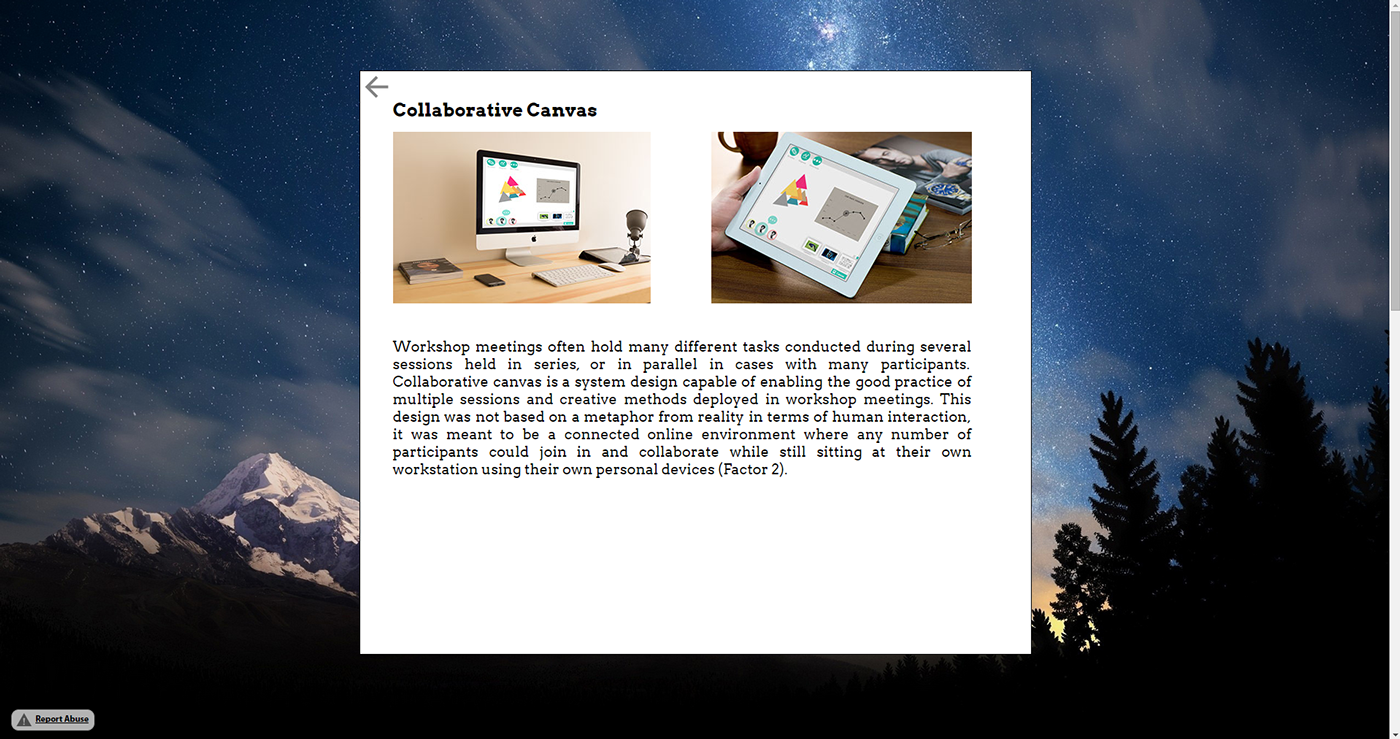 Collaborative Canvas
Workshop meetings often hold many different tasks conducted during several
sessions held in series, or in parallel in cases with many participants.
Collaborative canvas is a system design capable of enabling the good practice of
multiple sessions and creative methods deployed in workshop meetings. This
design was not based on a metaphor from reality in terms of human interaction,
it was meant to be a connected online environment where any number of
participants could join in and collaborate while still sitting at their own
workstation using their own personal devices (Factor 2).
Report Abuse